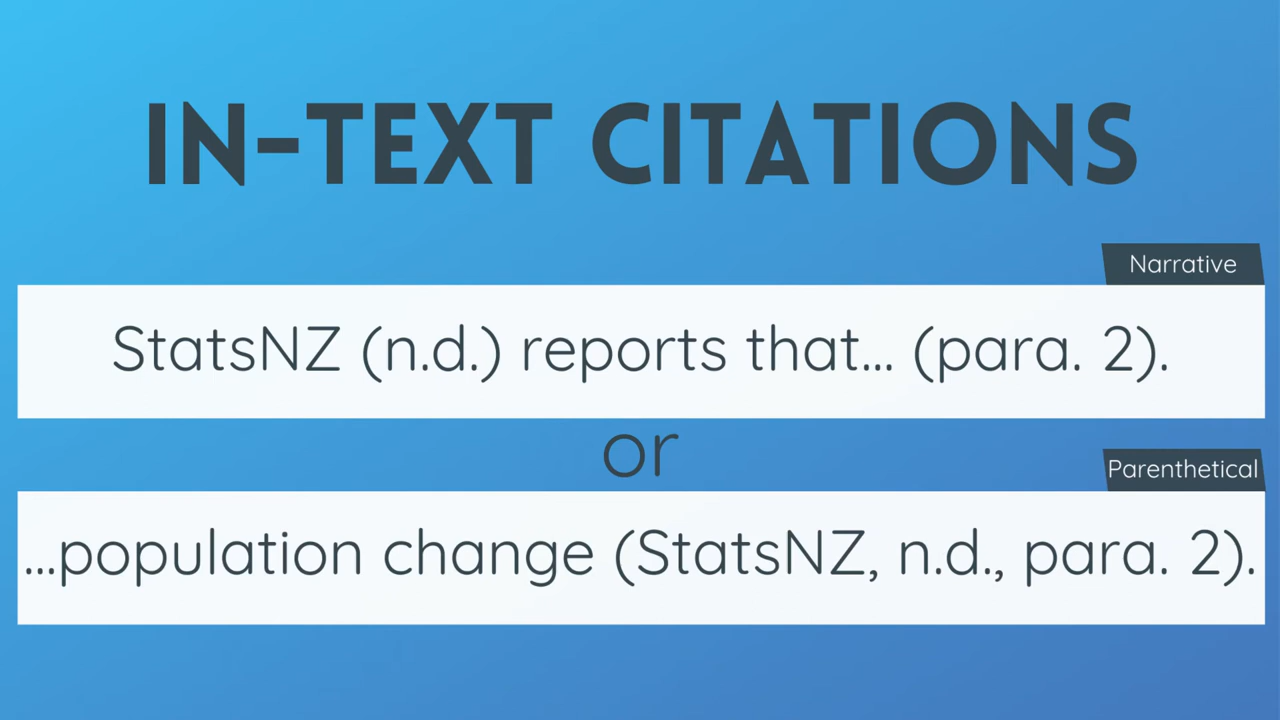 IN-TEXT CITATIONS
Narrative
StatsNZ (n.d.) reports that... (para. 2).
or
Parenthetical
...population change (StatsNZ, n.d., para. 2).